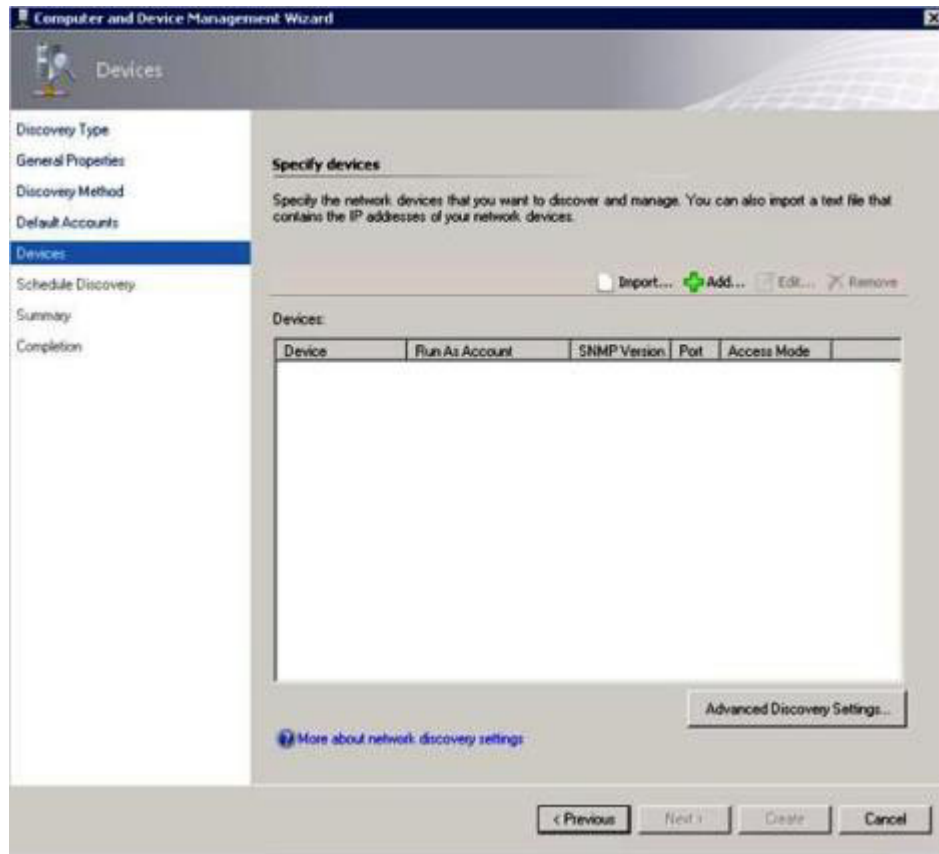 Computer and Device Management Wizard
Devices
Discovery Type
General Properties
Discovery Method
Default Accounts
Devices
Schedule Discovery
Summary
Completion
Specify devices
Specify the network devices that you want to discover and manage. You can also import a text file that
contains the IP addresses of your network devices.
Import... Add... Edit... Remove
Devices:
Device Run As Account SNMP Version Port Access Mode
Advanced Discovery Settings...
More about network discovery settings
< Previous Next > Create Cancel